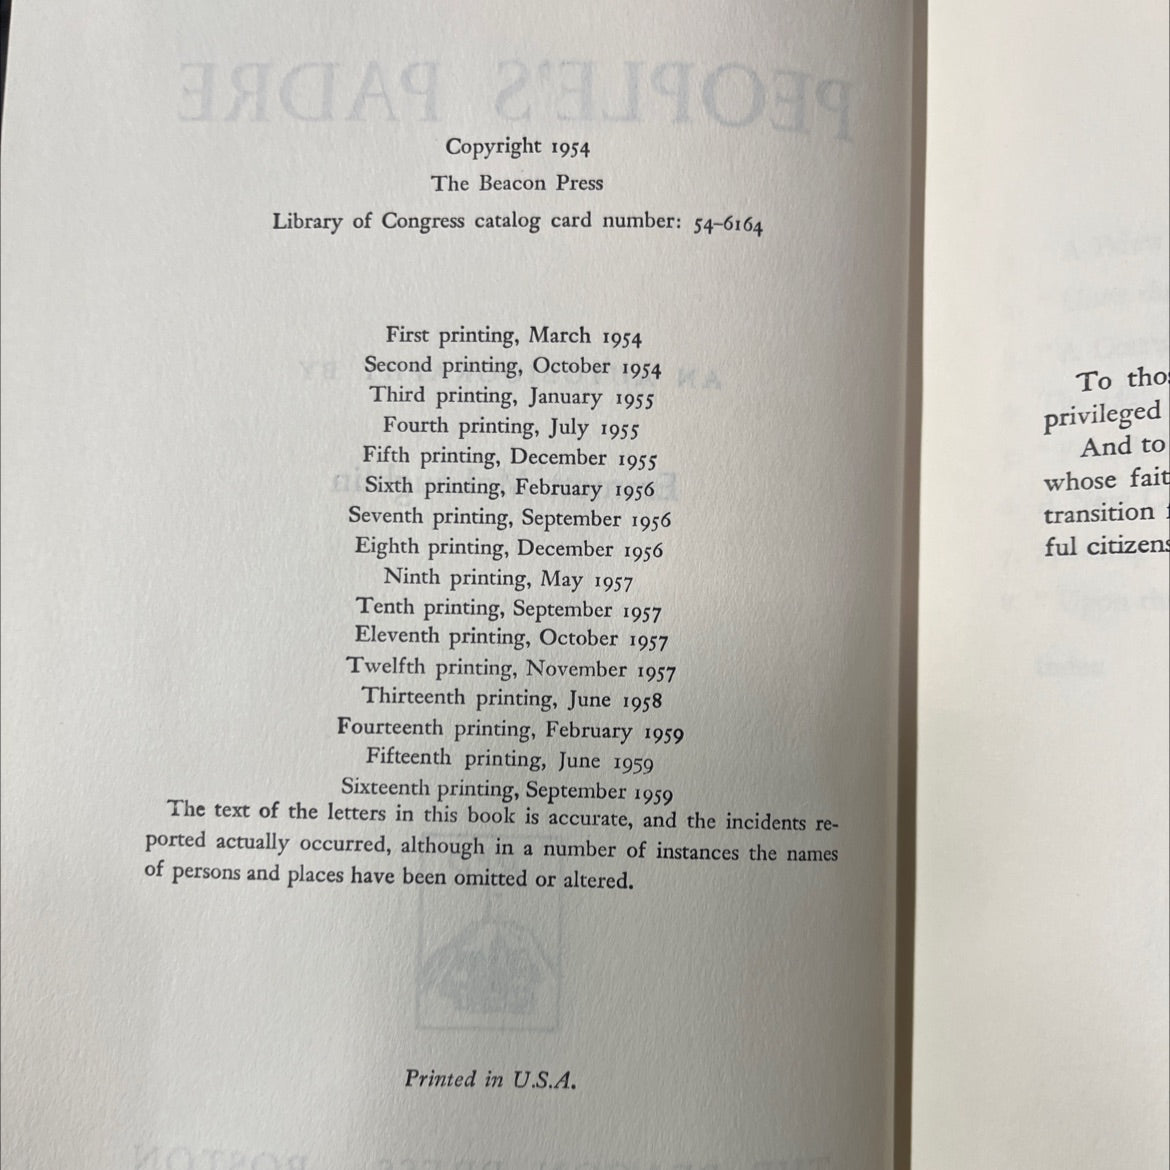 PEOPLE'S PADRE
Copyright 1954
The Beacon Press
Library of Congress catalog card number: 54-6164
First printing, March 1954
Second printing, October 1954
Third printing, January 1955
Fourth printing, July 1955
Fifth printing, December 1955
Sixth printing, February 1956
Seventh printing, September 1956
Eighth printing, December 1956
Ninth printing, May 1957
Tenth printing, September 1957
Eleventh printing, October 1957
Twelfth printing, November 1957
Thirteenth printing, June 1958
Fourteenth printing, February 1959
Fifteenth printing, June 1959
Sixteenth printing, September 1959
The text of the letters in this book is accurate, and the incidents re-
ported actually occurred, although in a number of instances the names
of persons and places have been omitted or altered.
Printed in U.S.A.
To
privileged
And to
whose
transition
ful